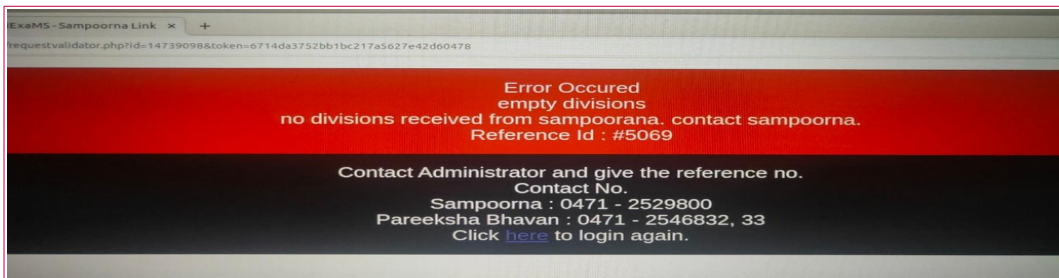 iExaMS - Sampoorna Link × +
requestvalidator.php?id=14739098&token=6714da3752bb1bc217a5627e42d60478
Error Occured
empty divisions
no divisions received from sampoorana. contact sampoorna.
Reference Id : #5069
Contact Administrator and give the reference no.
Contact No.
Sampoorna : 0471 - 2529800
Pareeksha Bhavan : 0471 - 2546832, 33
Click here to login again.